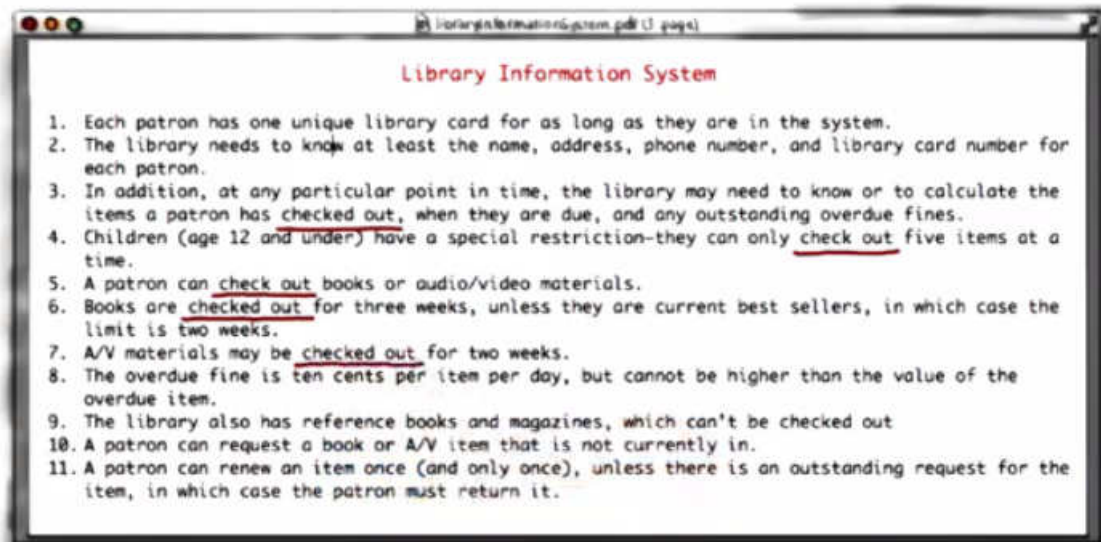 libraryInformationSystem.pdf (1 page)
Library Information System
1. Each patron has one unique library card for as long as they are in the system.
2. The library needs to know at least the name, address, phone number, and library card number for
each patron.
3. In addition, at any particular point in time, the library may need to know or to calculate the
items a patron has checked out, when they are due, and any outstanding overdue fines.
4. Children (age 12 and under) have a special restriction–they can only check out five items at a
time.
5. A patron can check out books or audio/video materials.
6. Books are checked out for three weeks, unless they are current best sellers, in which case the
limit is two weeks.
7. A/V materials may be checked out for two weeks.
8. The overdue fine is ten cents per item per day, but cannot be higher than the value of the
overdue item.
9. The library also has reference books and magazines, which can't be checked out
10. A patron can request a book or A/V item that is not currently in.
11. A patron can renew an item once (and only once), unless there is an outstanding request for the
item, in which case the patron must return it.